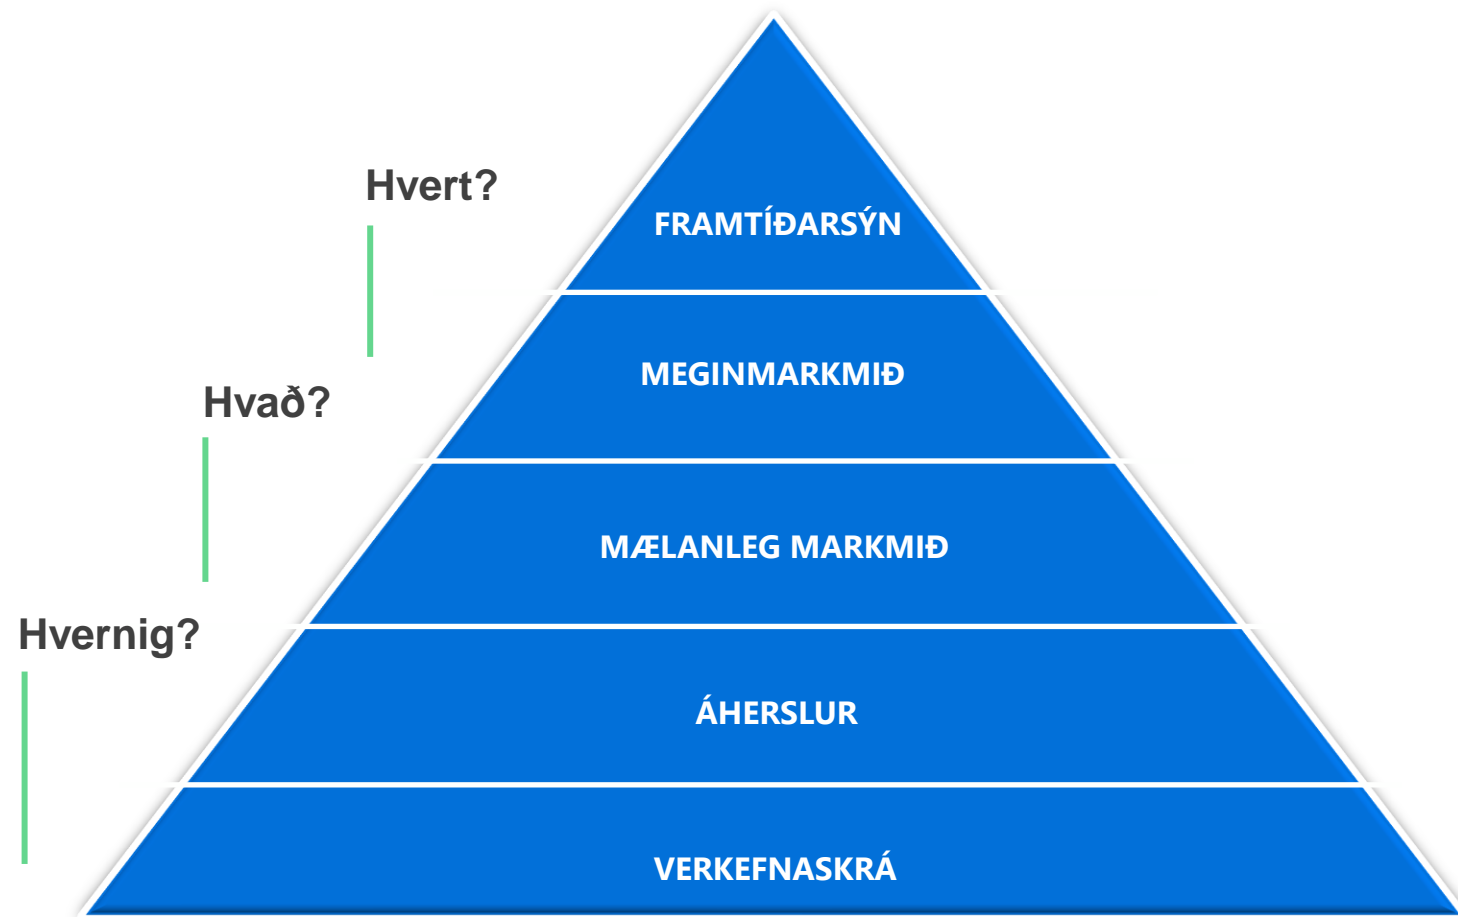 Hvert?
FRAMTÍÐARSÝN
MEGINMARKMIÐ
Hvað?
MÆLANLEG MARKMIÐ
Hvernig?
ÁHERSLUR
VERKEFNASKRÁ